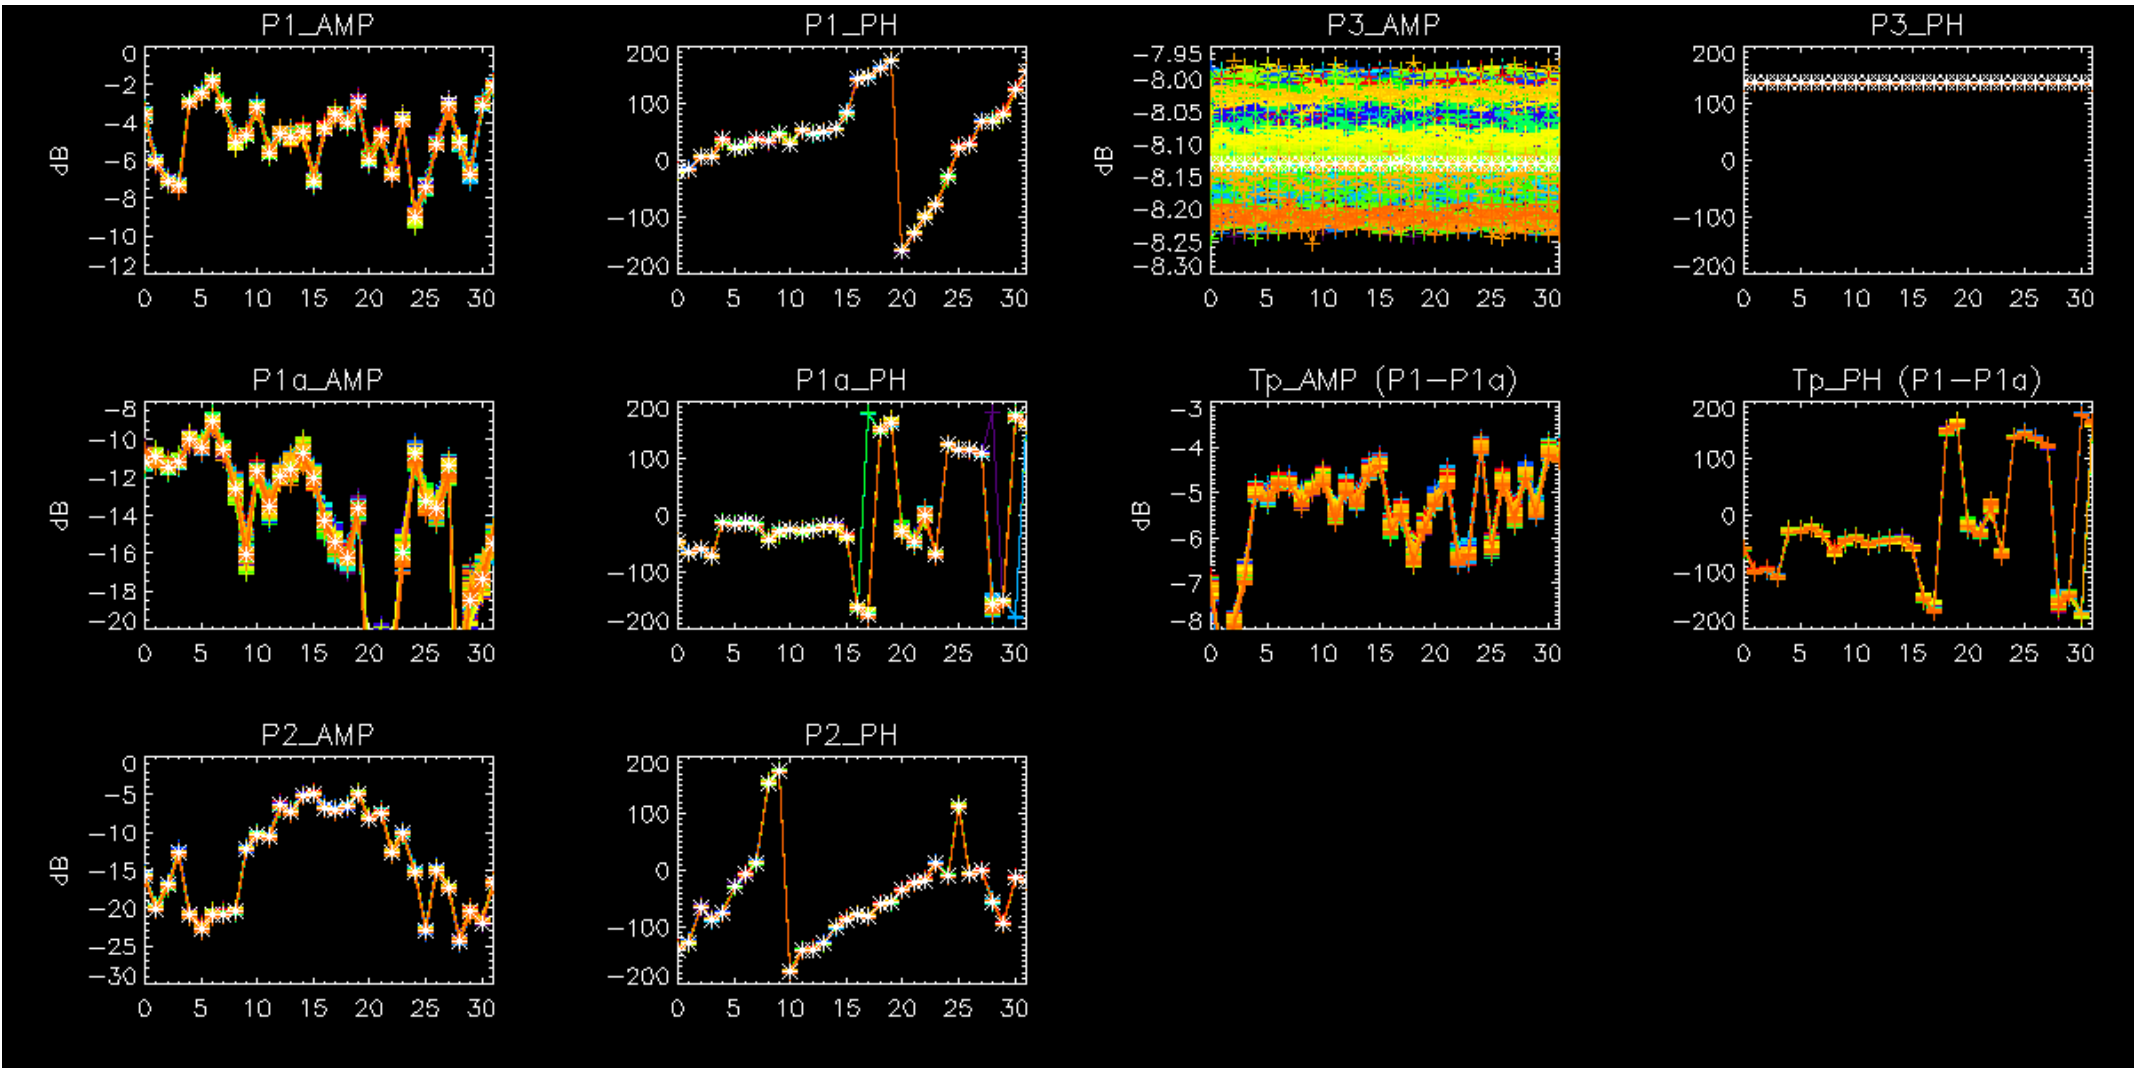 P1_AMP
dB
0
−2
−4
−6
−8
−10
−12
0 5 10 15 20 25 30
P1_PH
200
100
0
−100
−200
0 5 10 15 20 25 30
P3_AMP
dB
−7.95
−8.00
−8.05
−8.10
−8.15
−8.20
−8.25
−8.30
0 5 10 15 20 25 30
P3_PH
200
100
0
−100
−200
0 5 10 15 20 25 30
P1a_AMP
dB
−8
−10
−12
−14
−16
−18
−20
0 5 10 15 20 25 30
P1a_PH
200
100
0
−100
−200
0 5 10 15 20 25 30
Tp_AMP (P1−P1a)
dB
−3
−4
−5
−6
−7
−8
0 5 10 15 20 25 30
Tp_PH (P1−P1a)
200
100
0
−100
−200
0 5 10 15 20 25 30
P2_AMP
dB
0
−5
−10
−15
−20
−25
−30
0 5 10 15 20 25 30
P2_PH
200
100
0
−100
−200
0 5 10 15 20 25 30